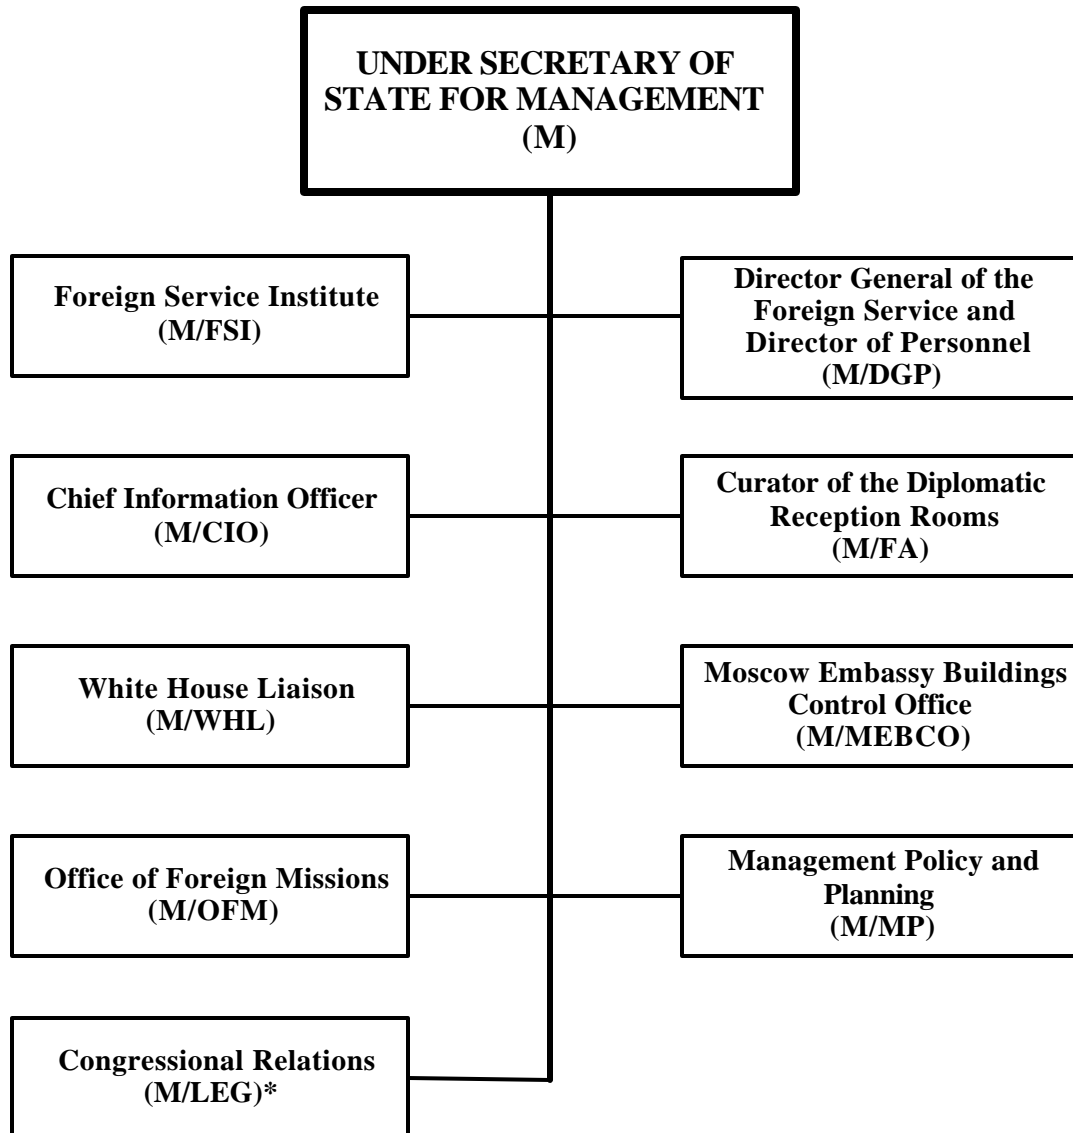 UNDER SECRETARY OF
STATE FOR MANAGEMENT
(M)
Foreign Service Institute
(M/FSI)
Director General of the
Foreign Service and
Director of Personnel
(M/DGP)
Chief Information Officer
(M/CIO)
Curator of the Diplomatic
Reception Rooms
(M/FA)
White House Liaison
(M/WHL)
Moscow Embassy Buildings
Control Office
(M/MEBCO)
Office of Foreign Missions
(M/OFM)
Management Policy and
Planning
(M/MP)
Congressional Relations
(M/LEG)*